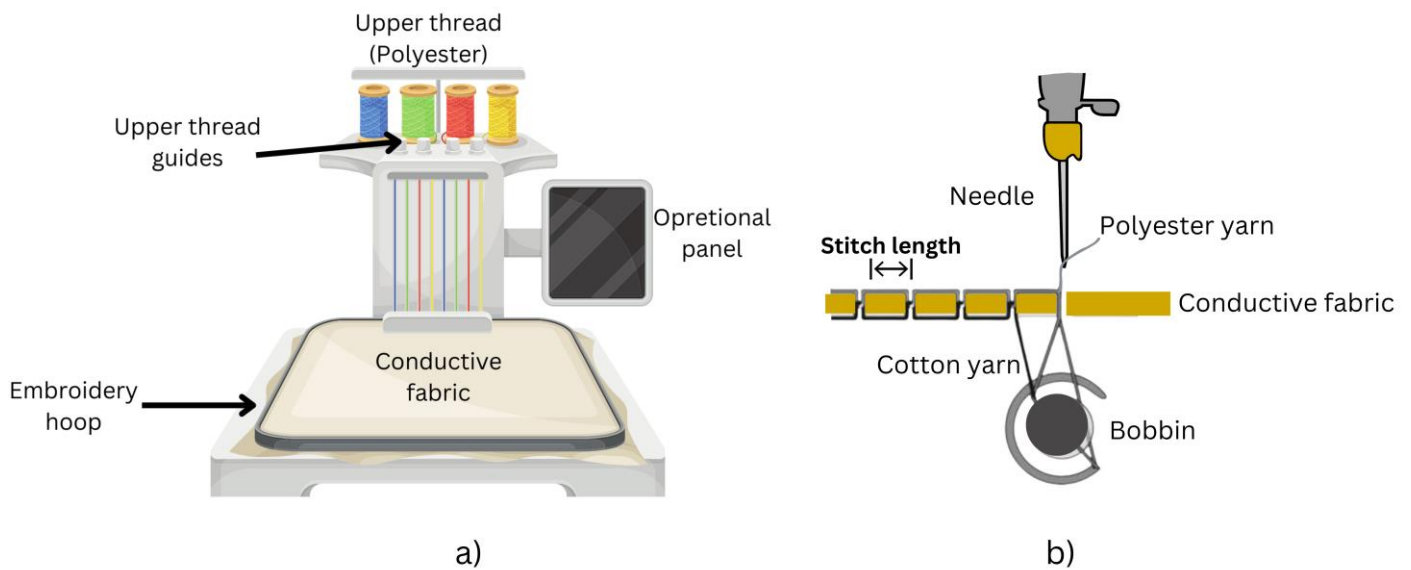 Upper thread
(Polyester)
Upper thread
guides
Opretional
panel
Conductive
fabric
Embroidery
hoop
a)
Needle
Polyester yarn
Stitch length
Conductive fabric
Cotton yarn
Bobbin
b)